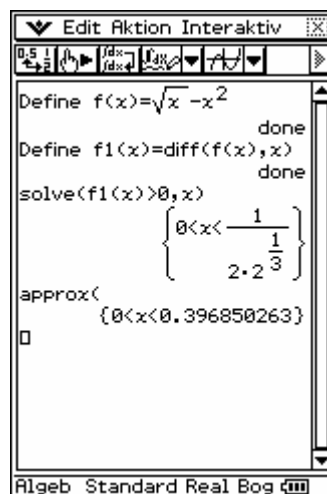 Edit Aktion Interaktiv
Define f(x)=√x -x²
done
Define f1(x)=diff(f(x),x)
done
solve(f1(x)>0,x)
{0<x<1/(2·2^(1/3))}
approx(
{0<x<0.396850263}
Algeb Standard Real Bog